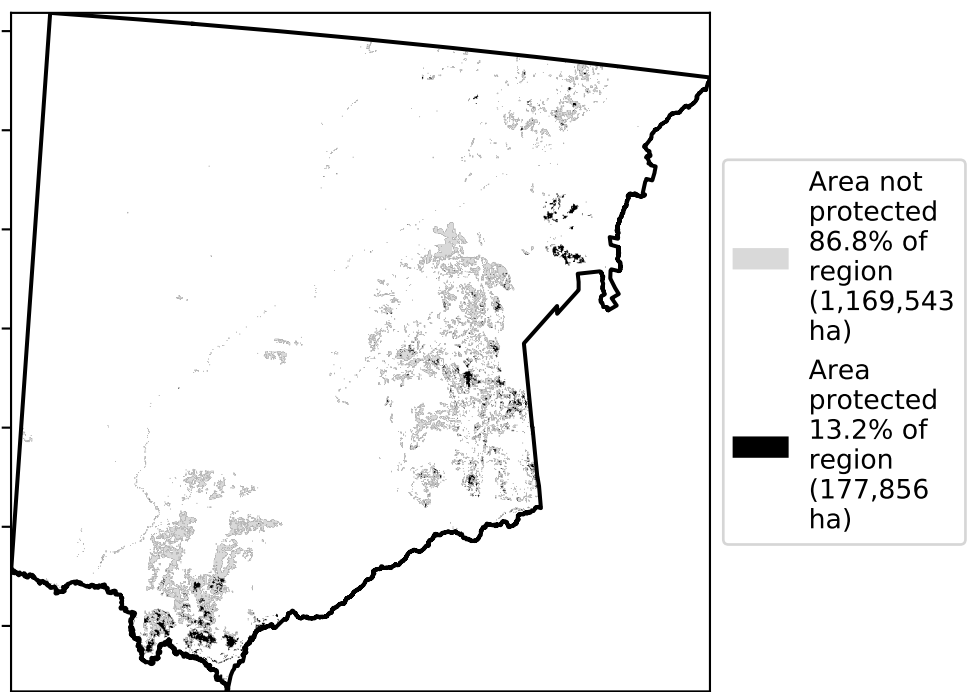 Area not
protected
86.8% of
region
(1,169,543
ha)
Area
protected
13.2% of
region
(177,856
ha)